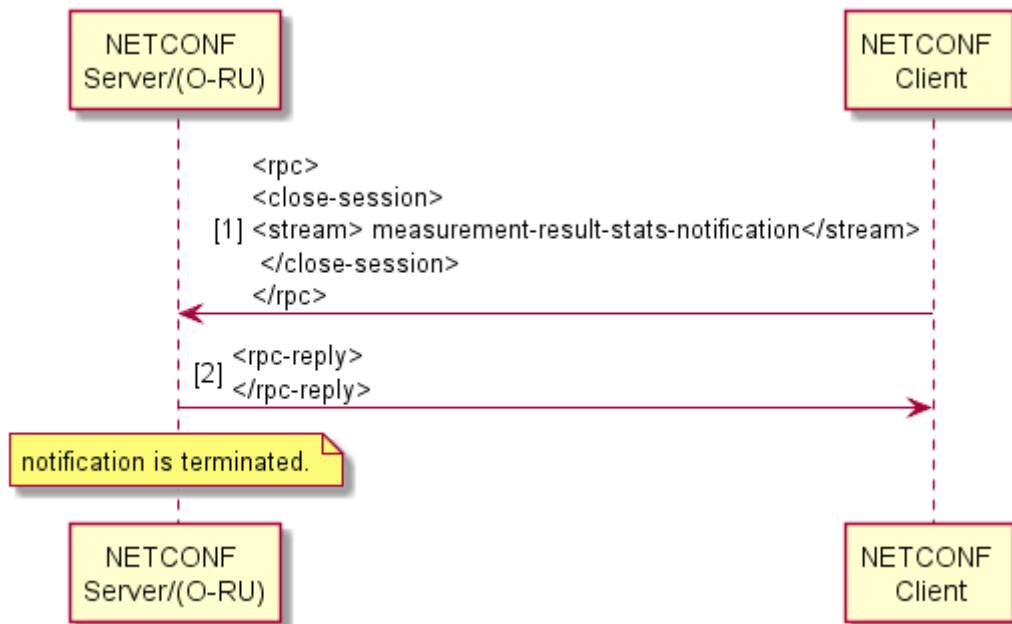 NETCONF
Server/(O-RU)
NETCONF
Client
<rpc>
<close-session>
[1] <stream> measurement-result-stats-notification</stream>
</close-session>
</rpc>
<rpc-reply>
[2]
</rpc-reply>
notification is terminated.
NETCONF
Server/(O-RU)
NETCONF
Client